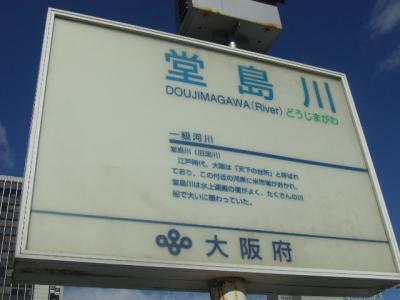 堂島川
DOUJIMAGAWA(River) どうじまがわ
一級河川
堂島川(旧淀川)
江戸時代、大阪は「天下の台所」と呼ばれ
ており、この付近の河岸に米市場がおかれ、
堂島川は水上運搬の便がよく、たくさんの川
船で大いに賑わっていた。
大阪府